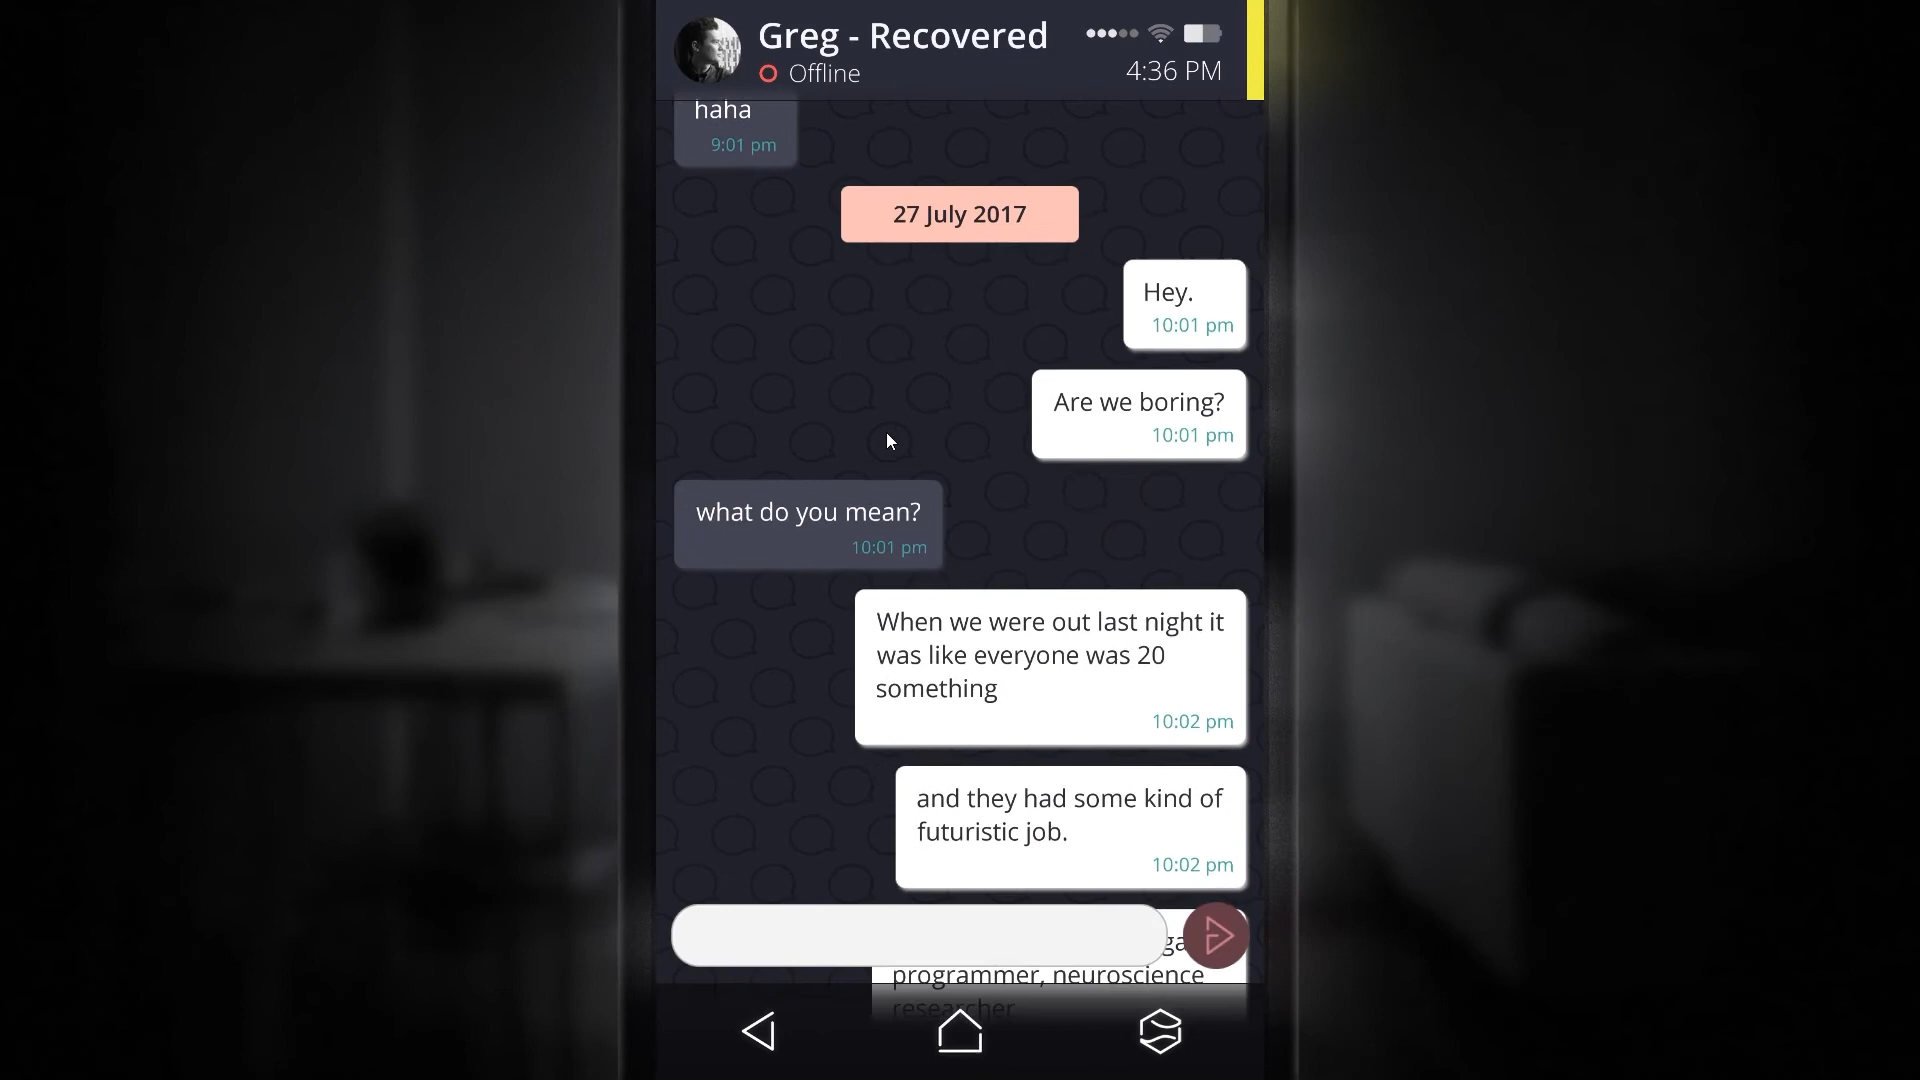 Greg - Recovered
Offline
4:36 PM
haha
9:01 pm
27 July 2017
Hey.
10:01 pm
Are we boring?
10:01 pm
what do you mean?
10:01 pm
When we were out last night it
was like everyone was 20
something
10:02 pm
and they had some kind of
futuristic job.
10:02 pm
programmer, neuroscience
researcher